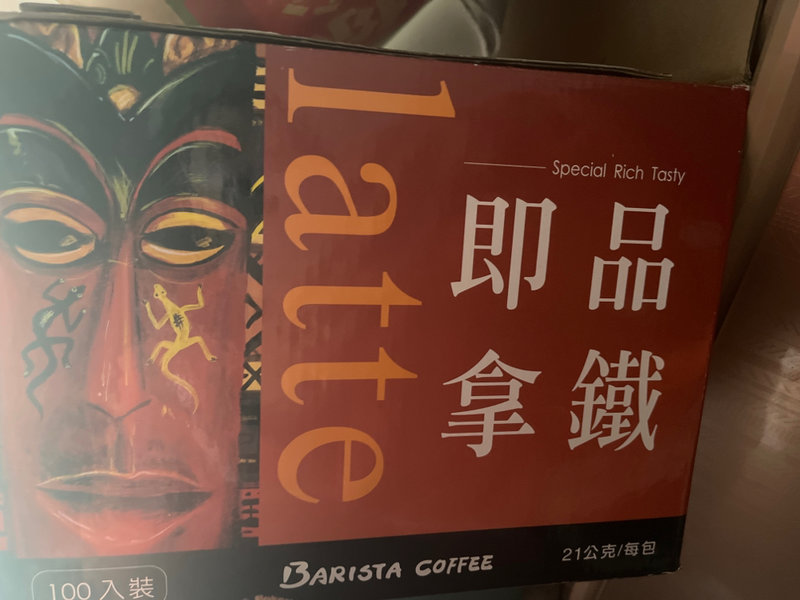 latte
Special Rich Tasty
即品
拿鐵
BARISTA COFFEE
21公克/每包
100入裝